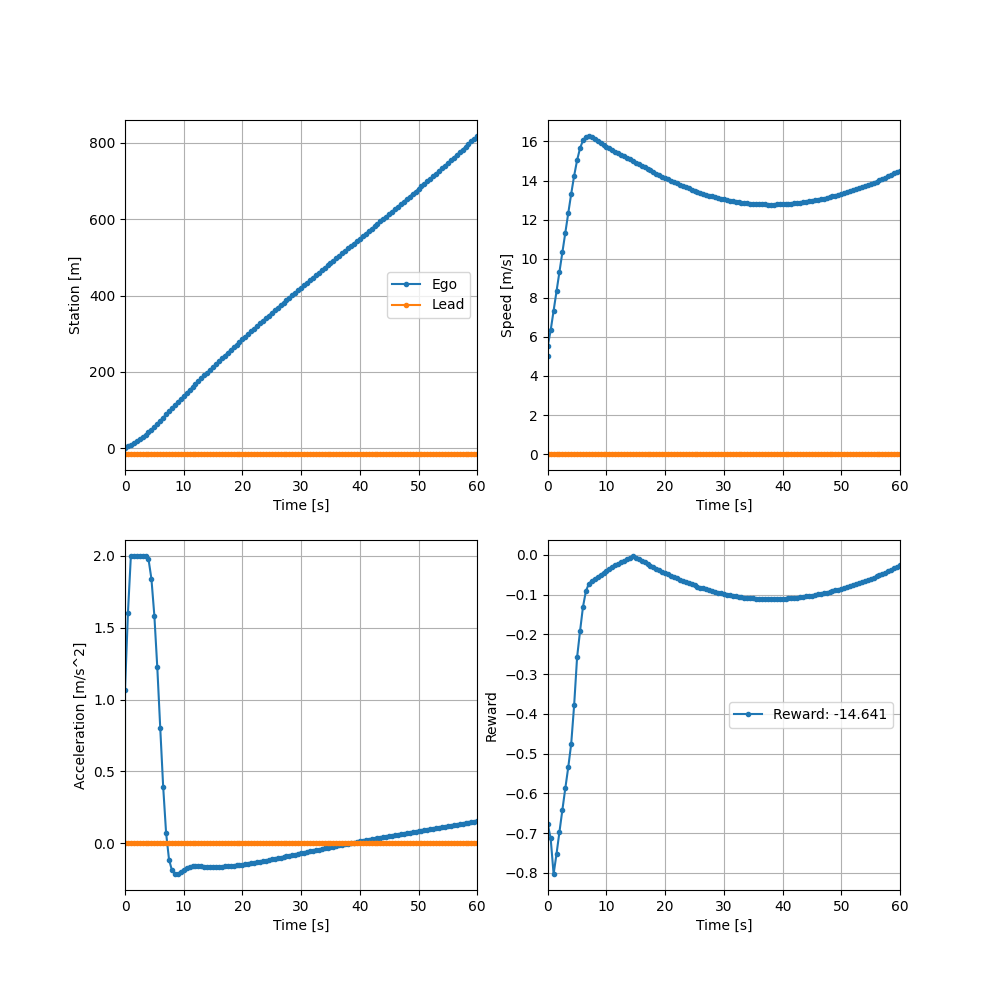 800
600
400
200
0
Station [m]
0 10 20 30 40 50 60
Time [s]
Ego
Lead
16
14
12
10
8
6
4
2
0
Speed [m/s]
0 10 20 30 40 50 60
Time [s]
2.0
1.5
1.0
0.5
0.0
Acceleration [m/s^2]
0 10 20 30 40 50 60
Time [s]
0.0
−0.1
−0.2
−0.3
−0.4
−0.5
−0.6
−0.7
−0.8
Reward
0 10 20 30 40 50 60
Time [s]
Reward: -14.641